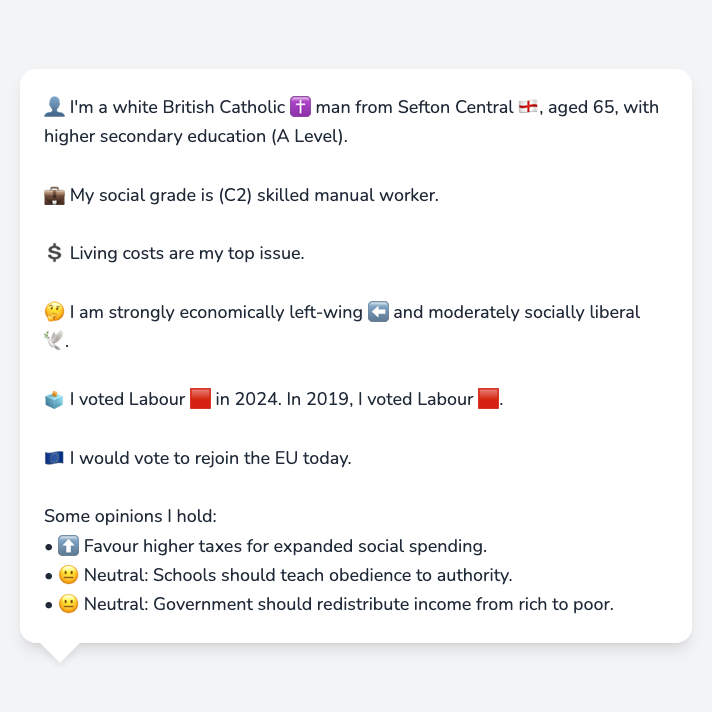 👤 I'm a white British Catholic ✝️ man from Sefton Central 🏴󠁧󠁢󠁥󠁮󠁧󠁿, aged 65, with
higher secondary education (A Level).
💼 My social grade is (C2) skilled manual worker.
💲 Living costs are my top issue.
🤔 I am strongly economically left-wing ⬅️ and moderately socially liberal
🕊️.
🗳️ I voted Labour 🟥 in 2024. In 2019, I voted Labour 🟥.
🇪🇺 I would vote to rejoin the EU today.
Some opinions I hold:
• ⬆️ Favour higher taxes for expanded social spending.
• 😐 Neutral: Schools should teach obedience to authority.
• 😐 Neutral: Government should redistribute income from rich to poor.